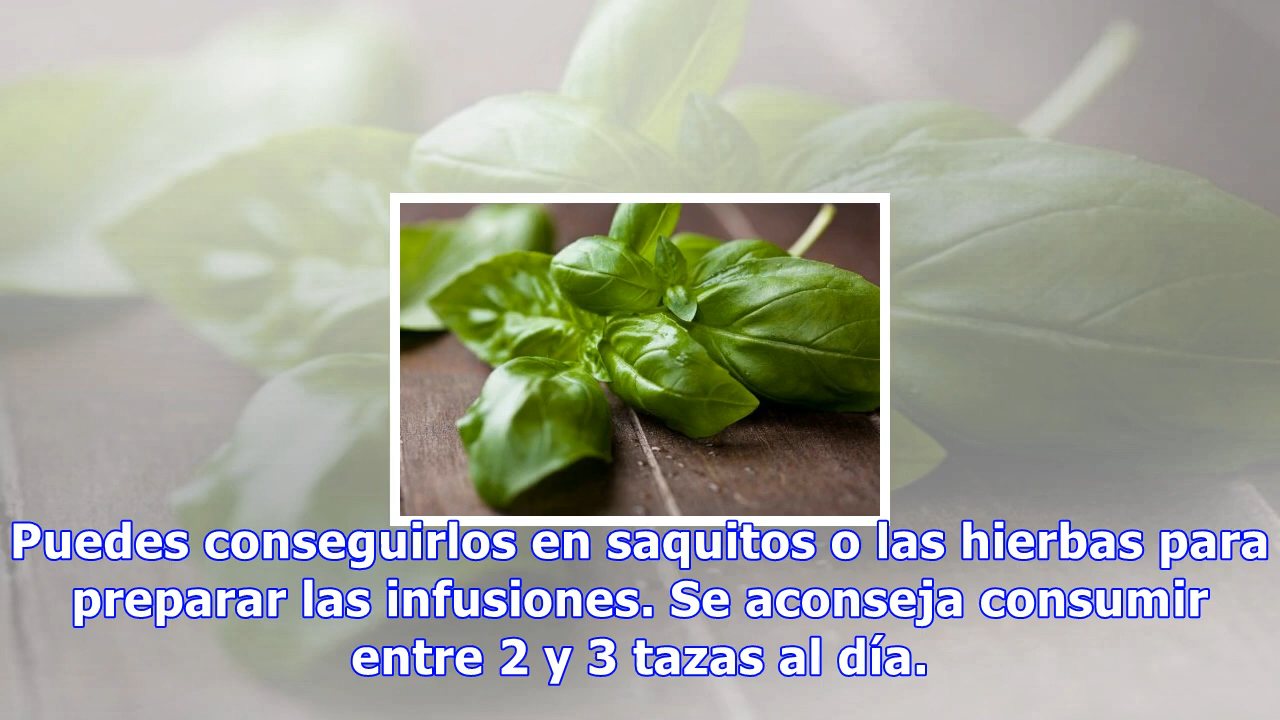 Puedes conseguirlos en saquitos o las hierbas para
preparar las infusiones. Se aconseja consumir
entre 2 y 3 tazas al día.